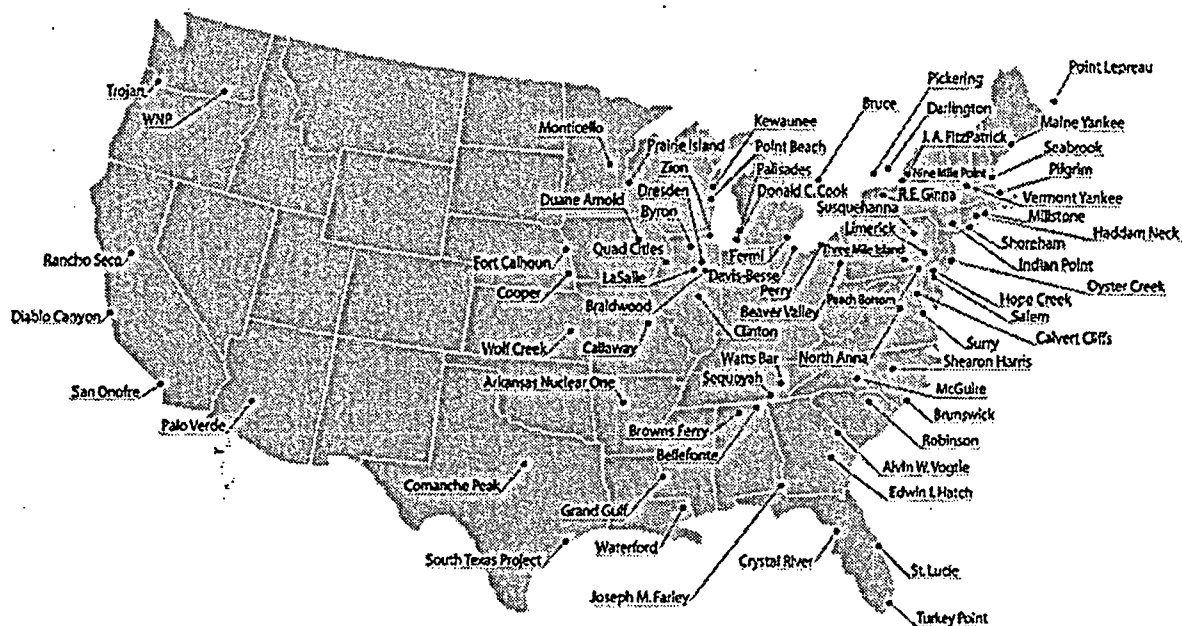 Point Lepreau
Pickering
Bruce
Darlington
Trojan
WNP
Kewaunee
J. A. FitzPatrick
Maine Yankee
Monticello
Prairie Island
Point Beach
Seabrook
Zion
Palisades
Nine Mile Point
Pilgrim
Dresden
Donald C. Cook
R.E. Ginna
Duane Arnold
Vermont Yankee
Byron
Susquehanna
Millstone
Limerick
Haddam Neck
Quad Cities
Fermi
Three Mile Island
Shoreham
Rancho Seco
Fort Calhoun
Indian Point
LaSalle
Davis-Besse
Oyster Creek
Cooper
Perry
Hope Creek
Braidwood
Beaver Valley
Peach Bottom
Salem
Diablo Canyon
Clinton
Calvert Cliffs
Wolf Creek
Callaway
Surry
Watts Bar
North Anna
Shearon Harris
Arkansas Nuclear One
Sequoyah
San Onofre
McGuire
Brunswick
Palo Verde
Browns Ferry
Robinson
Bellefonte
Alvin W. Vogtle
Comanche Peak
Edwin I. Hatch
Grand Gulf
Waterford
South Texas Project
Crystal River
St. Lucie
Joseph M. Farley
Turkey Point